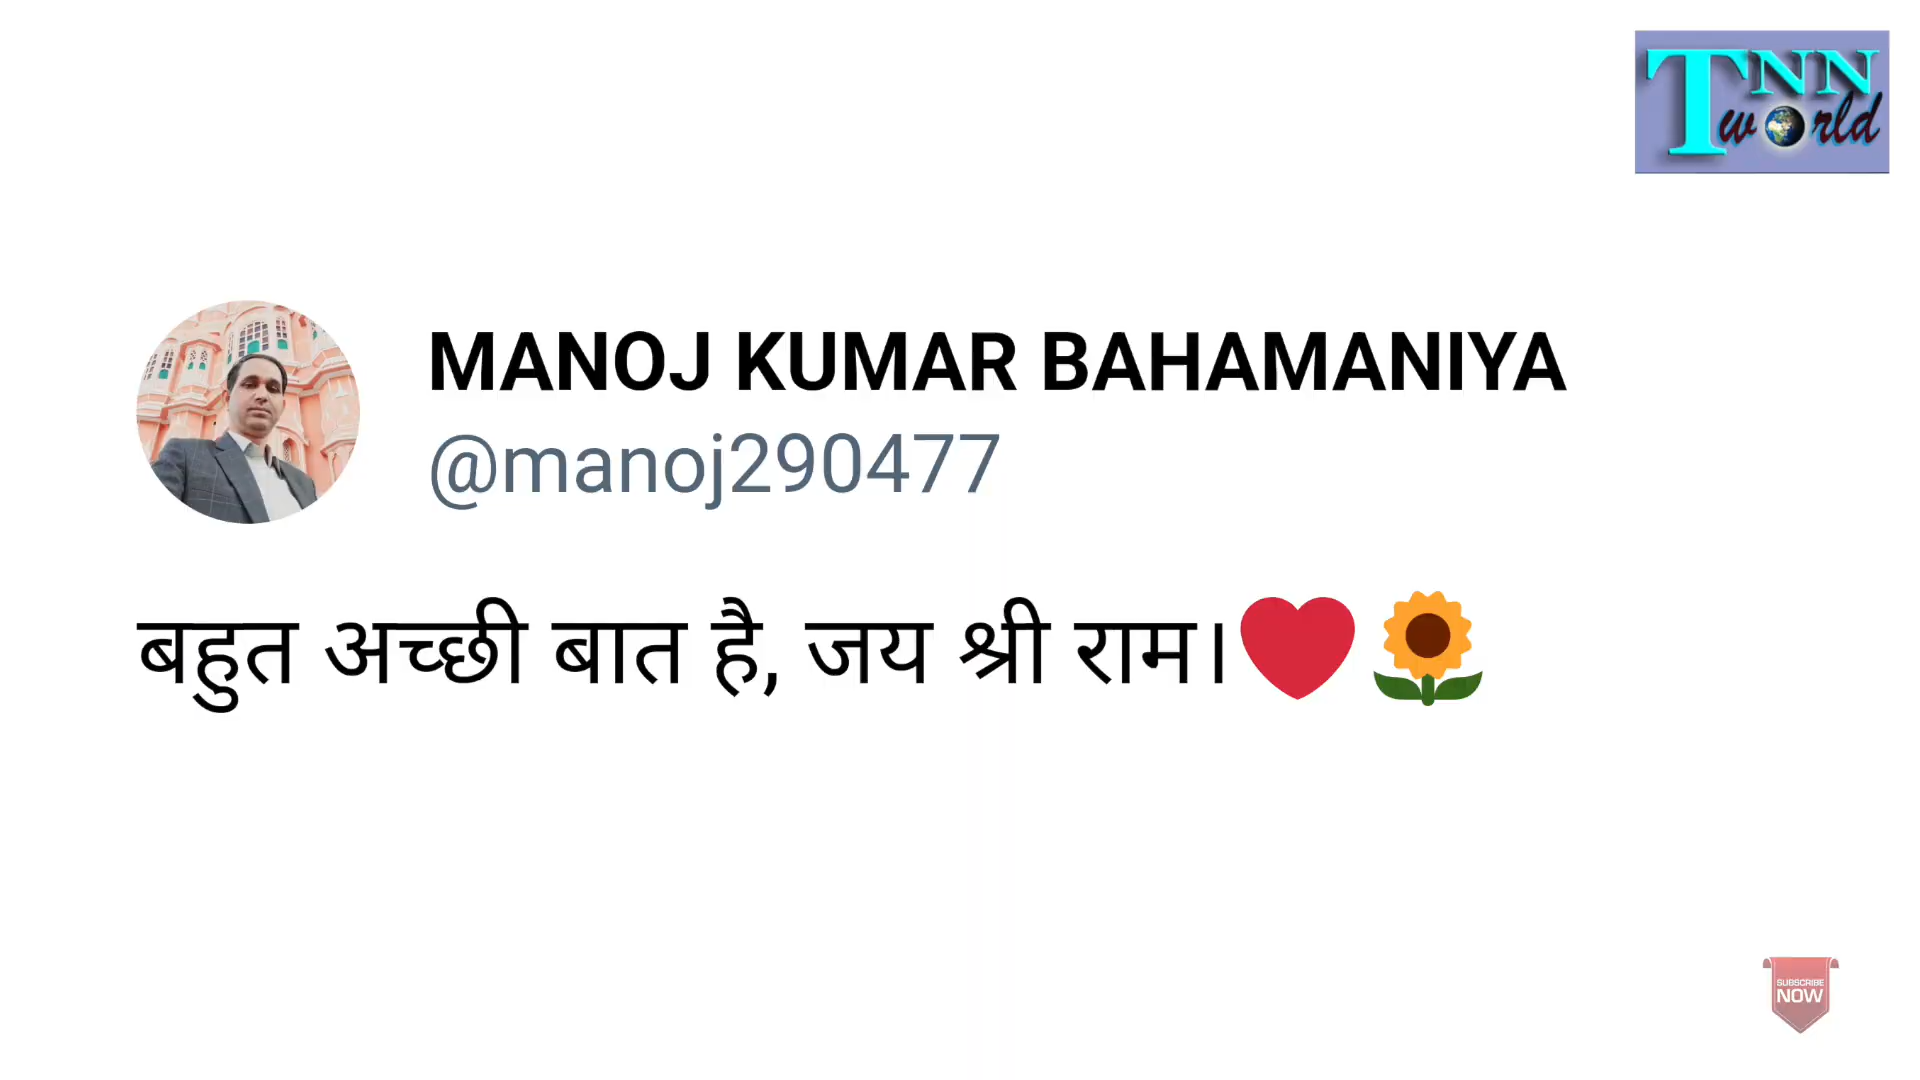 TNN
World
MANOJ KUMAR BAHAMANIYA
@manoj290477
बहुत अच्छी बात है, जय श्री राम।❤️🌻
SUBSCRIBE
NOW